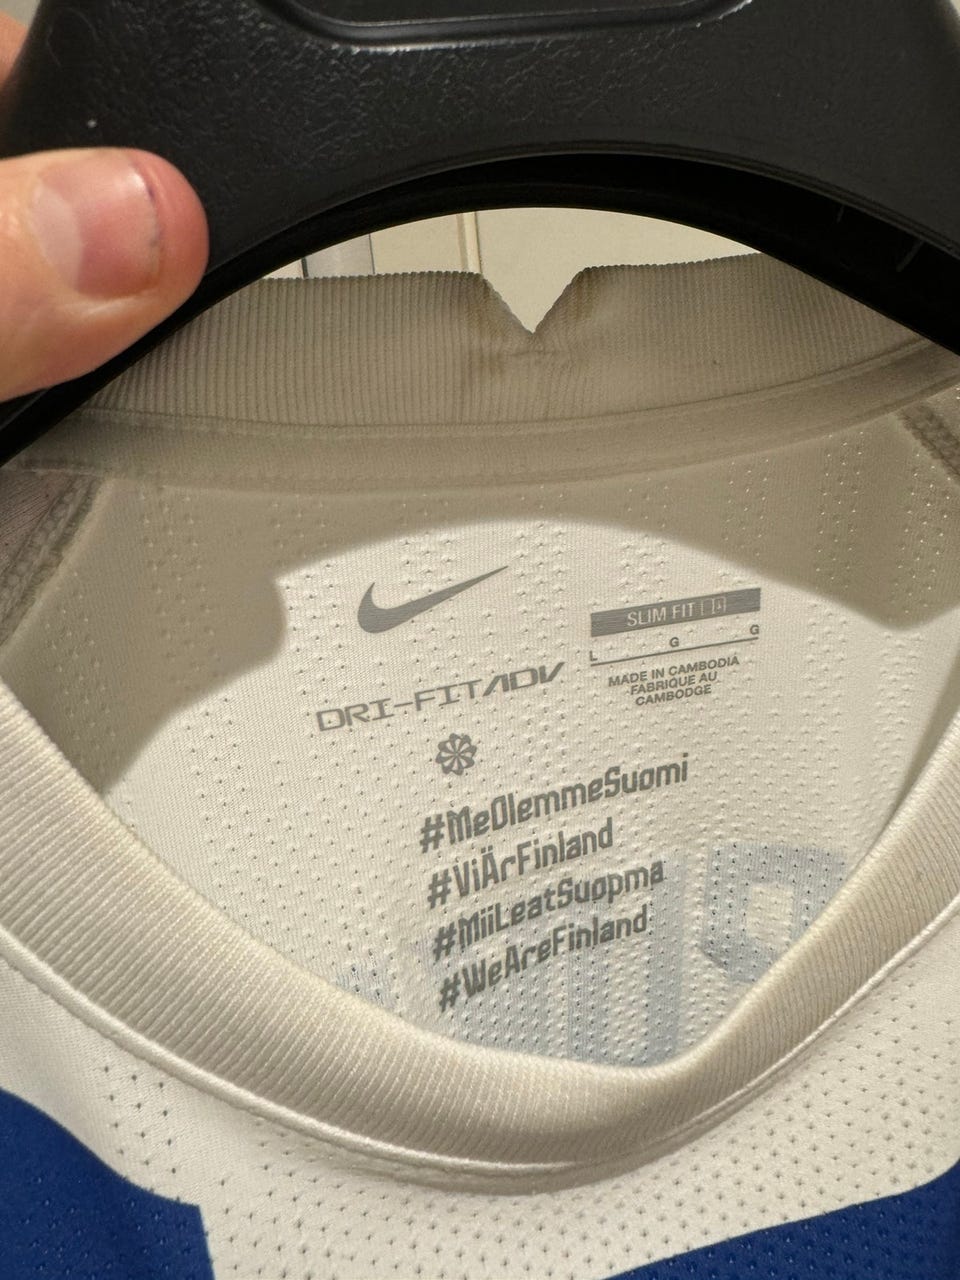 SLIM FIT
L G G
MADE IN CAMBODIA
FABRIQUE AU
CAMBODGE
DRI-FIT ADV
#MeOlemmeSuomi
#ViÄrFinland
#MiiLeatSuopma
#WeAreFinland